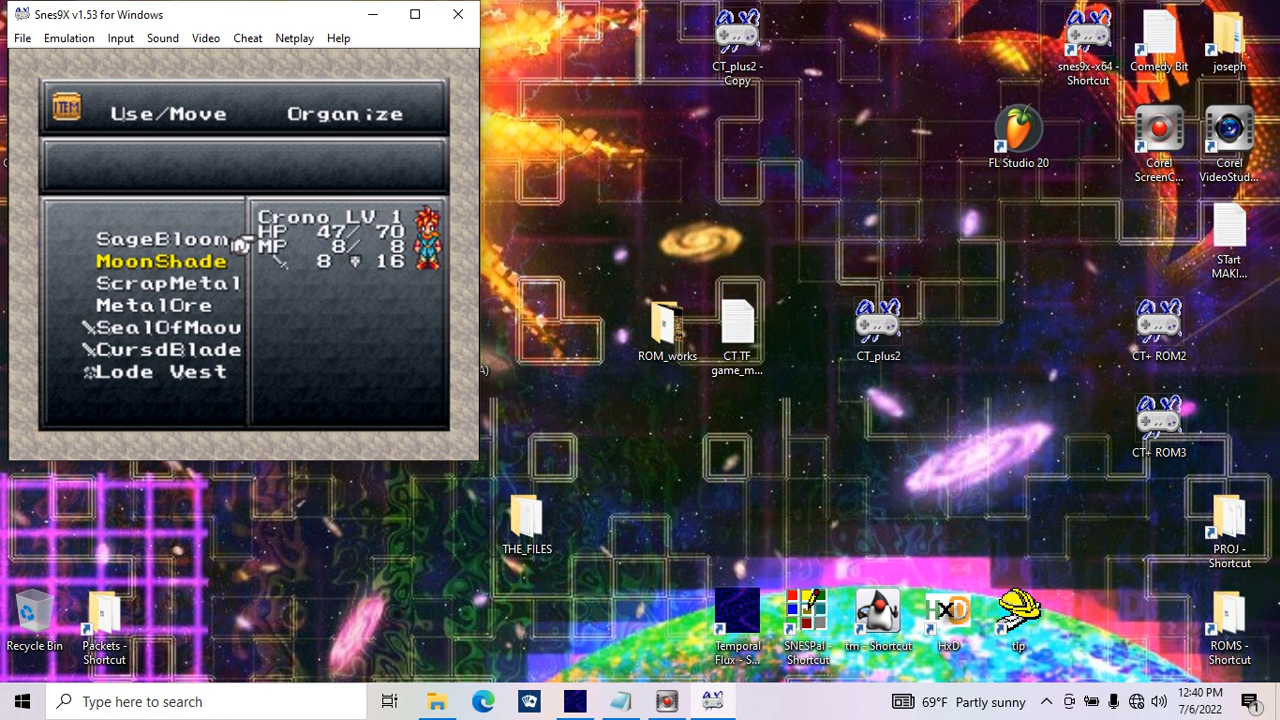 Snes9X v1.53 for Windows
File Emulation Input Sound Video Cheat Netplay Help
ITEM Use/Move Organize
Crono LV 1
HP 47/ 70
MP 8/ 8
8 16
SageBloom
MoonShade
ScrapMetal
MetalOre
SealOfMaou
CursdBlade
Lode Vest
CT_plus2 - Copy
snes9x-x64 - Shortcut
Comedy Bit
joseph
FL Studio 20
Corel ScreenC...
Corel VideoStud...
STart MAKI...
ROM_works
CT TF game_m...
CT_plus2
CT+ ROM2
CT+ ROM3
THE_FILES
PROJ - Shortcut
Recycle Bin
Packets - Shortcut
Temporal Flux - S...
SNESPal - Shortcut
tm - Shortcut
HxD
tlp
ROMS - Shortcut
Type here to search
69°F Partly sunny
12:40 PM
7/6/2022
1